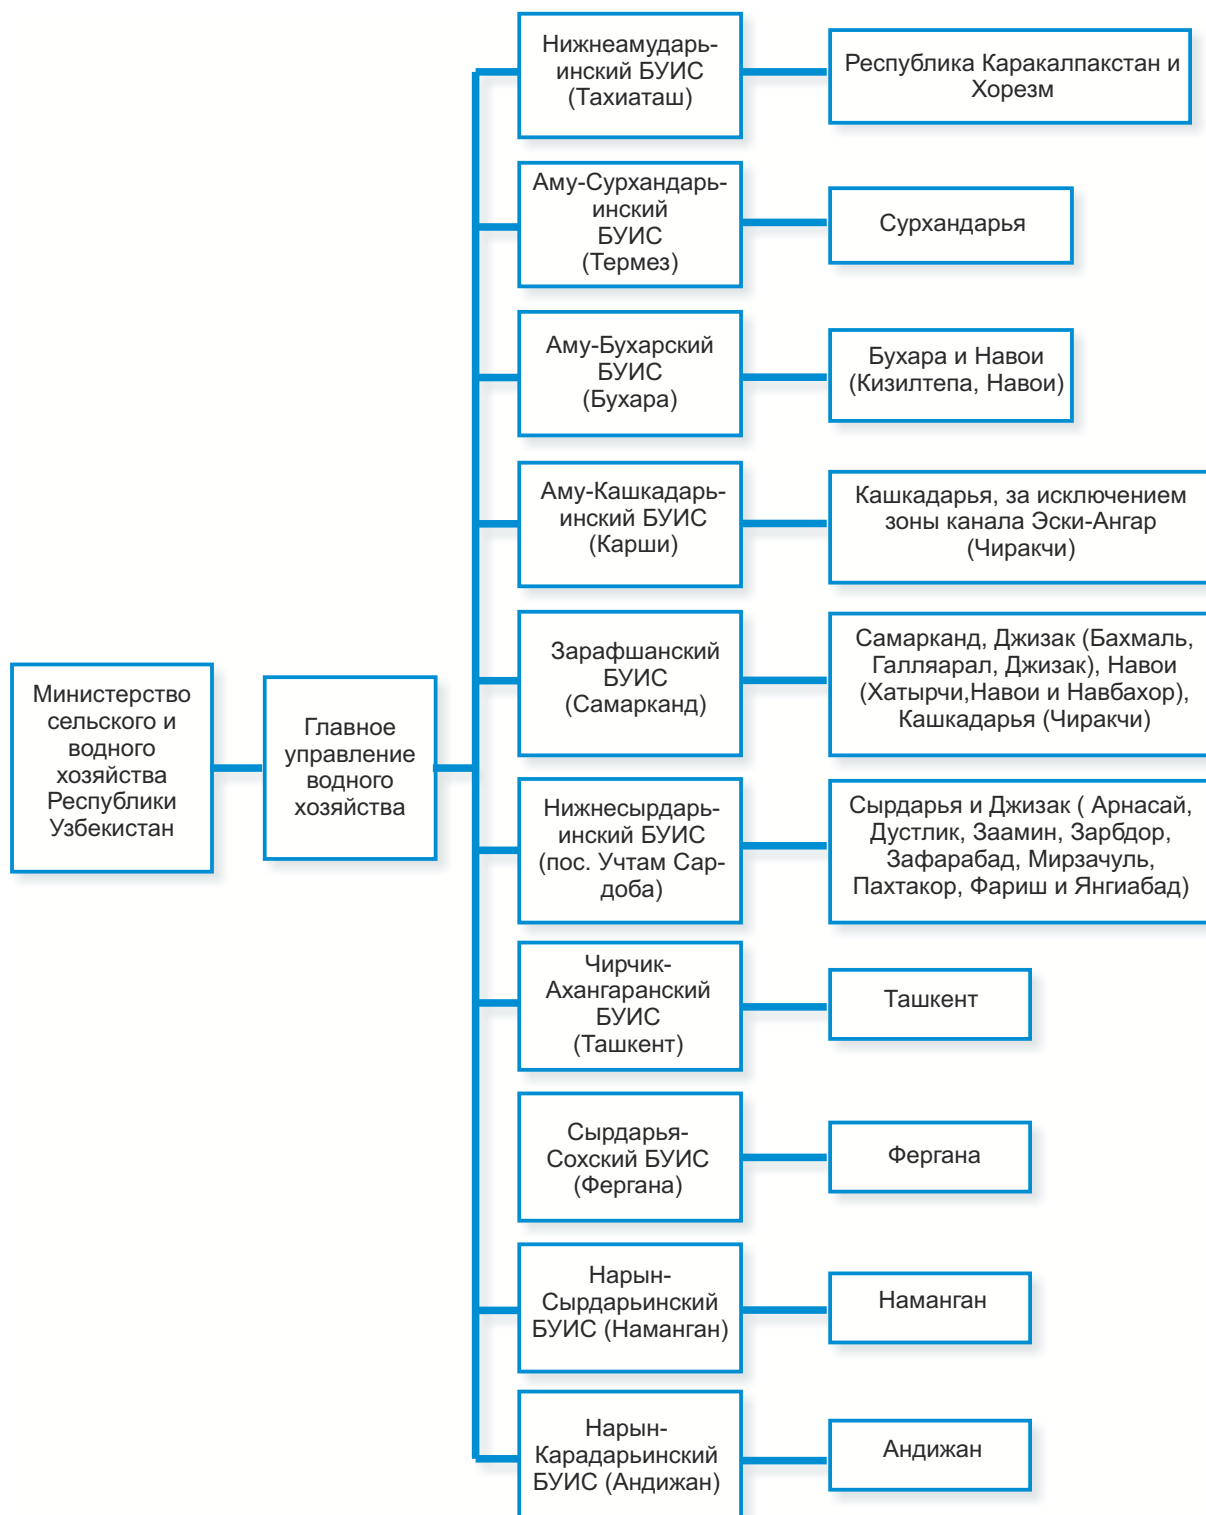 Министерство
сельского и
водного
хозяйства
Республики
Узбекистан
Главное
управление
водного
хозяйства
Нижнеамударь-
инский БУИС
(Тахиаташ)
Республика Каракалпакстан и
Хорезм
Аму-Сурхандарь-
инский
БУИС
(Термез)
Сурхандарья
Аму-Бухарский
БУИС
(Бухара)
Бухара и Навои
(Кизилтепа, Навои)
Аму-Кашкадарь-
инский БУИС
(Карши)
Кашкадарья, за исключением
зоны канала Эски-Ангар
(Чиракчи)
Зарафшанский
БУИС
(Самарканд)
Самарканд, Джизак (Бахмаль,
Галляарал, Джизак), Навои
(Хатырчи,Навои и Навбахор),
Кашкадарья (Чиракчи)
Нижнесырдарь-
инский БУИС
(пос. Учтам Сар-
доба)
Сырдарья и Джизак ( Арнасай,
Дустлик, Заамин, Зарбдор,
Зафарабад, Мирзачуль,
Пахтакор, Фариш и Янгиабад)
Чирчик-
Ахангаранский
БУИС
(Ташкент)
Ташкент
Сырдарья-
Сохский БУИС
(Фергана)
Фергана
Нарын-
Сырдарьинский
БУИС (Наманган)
Наманган
Нарын-
Карадарьинский
БУИС (Андижан)
Андижан